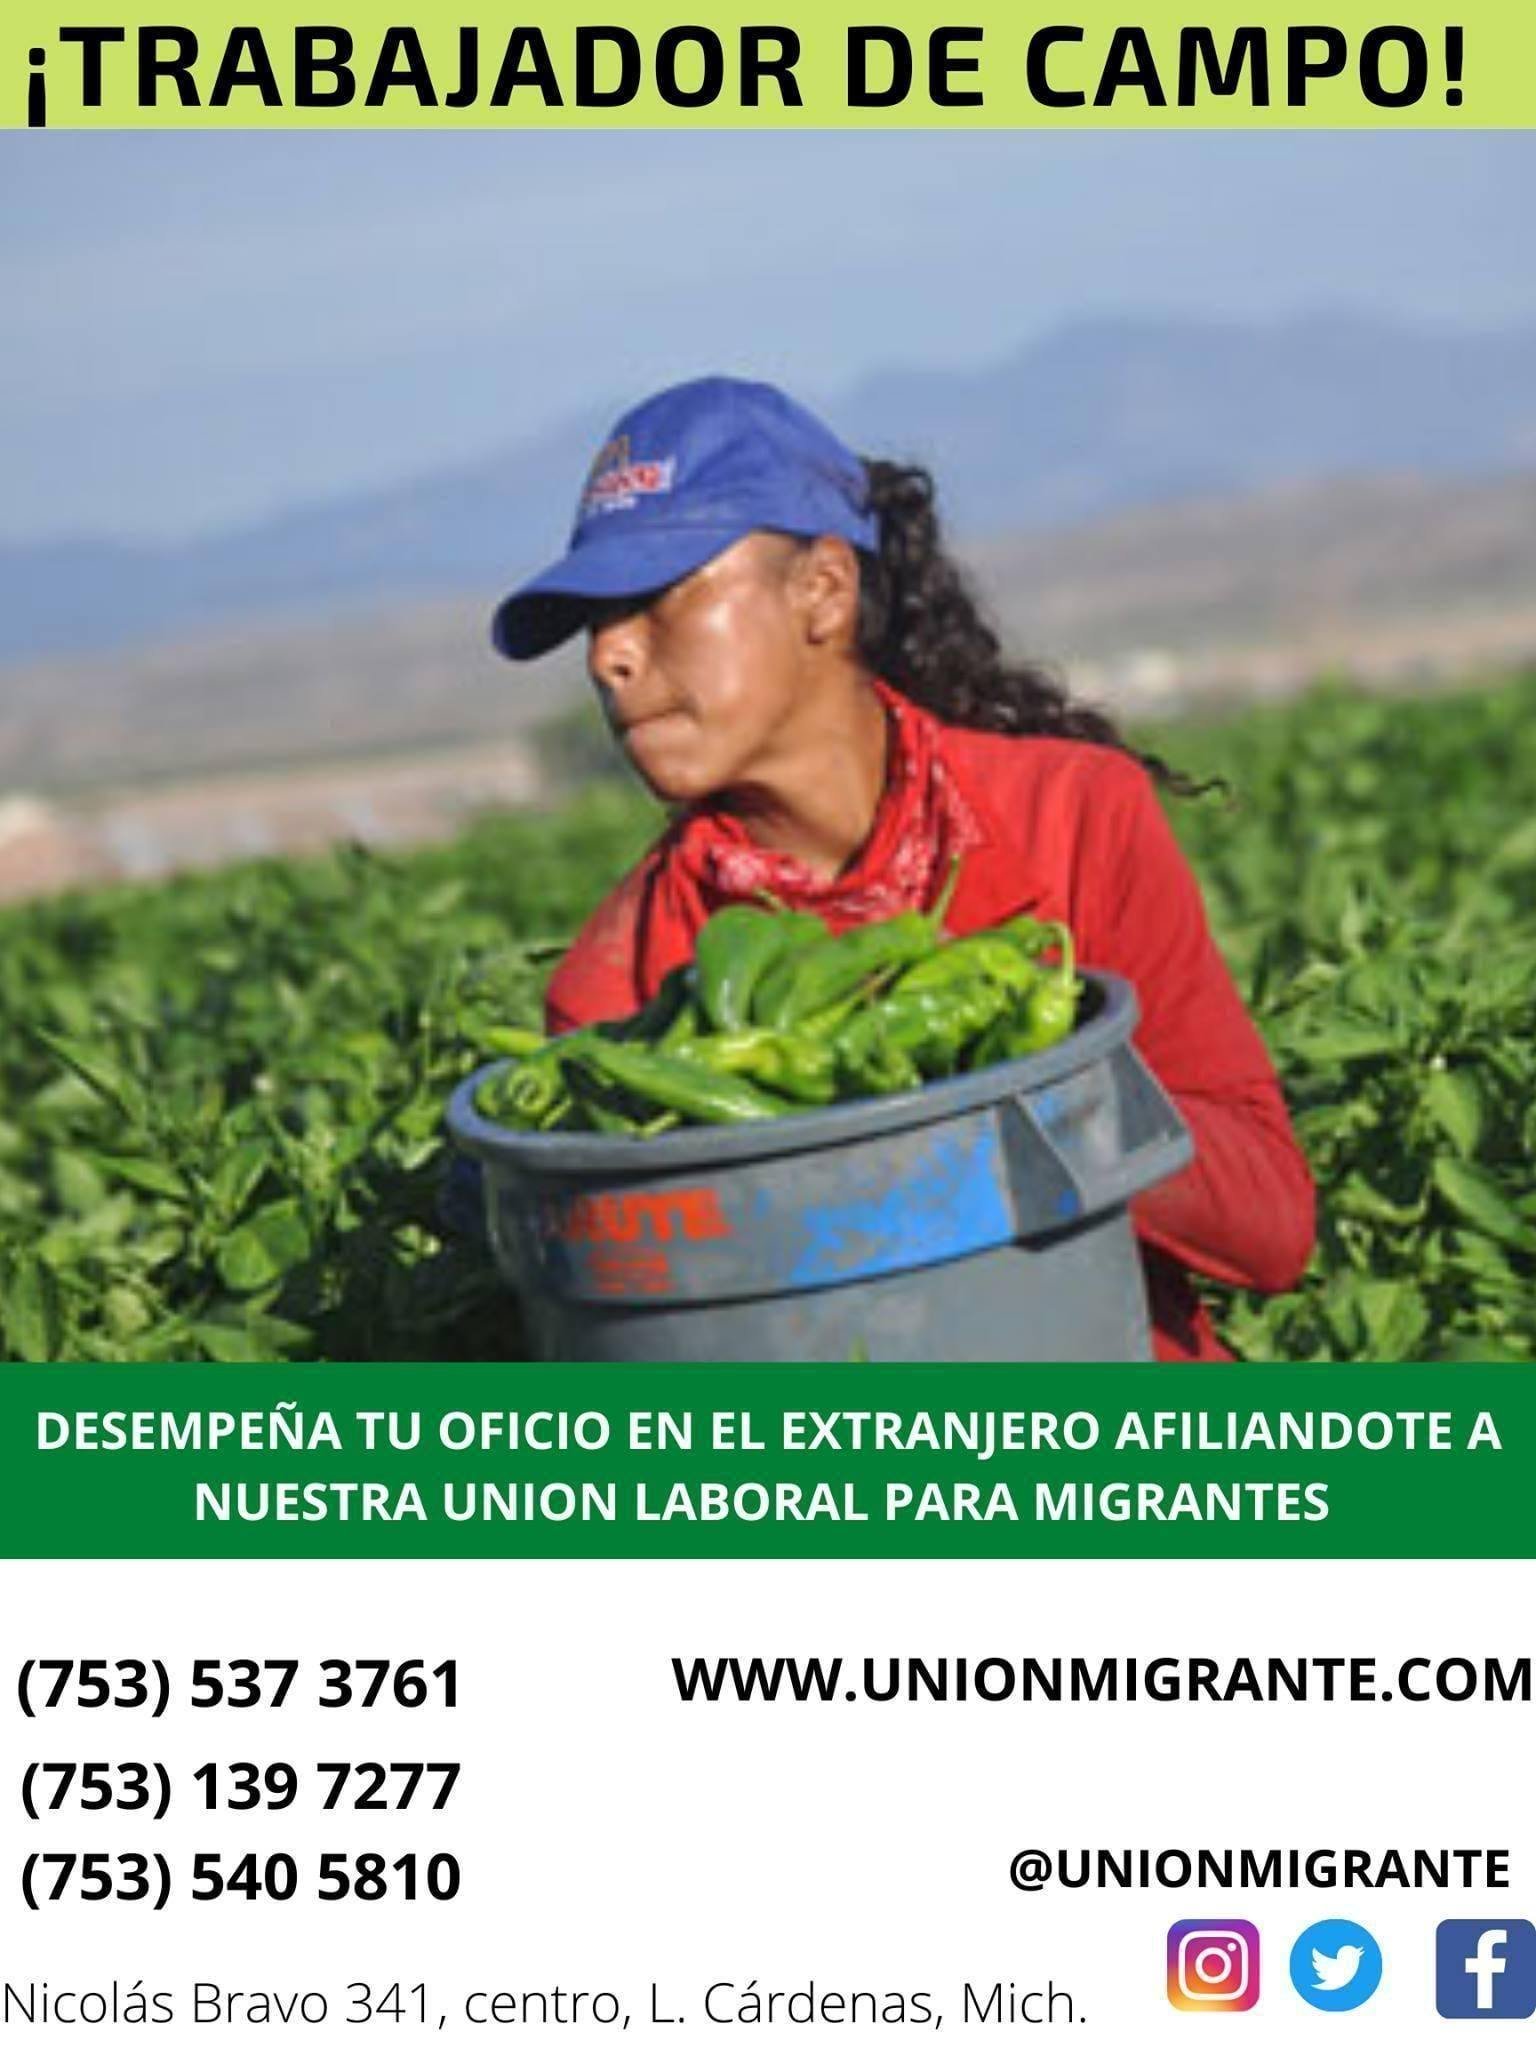 ¡TRABAJADOR DE CAMPO!
DESEMPEÑA TU OFICIO EN EL EXTRANJERO AFILIANDOTE A
NUESTRA UNION LABORAL PARA MIGRANTES
(753) 537 3761
WWW.UNIONMIGRANTE.COM
(753) 139 7277
(753) 540 5810
@UNIONMIGRANTE
Nicolás Bravo 341, centro, L. Cárdenas, Mich.